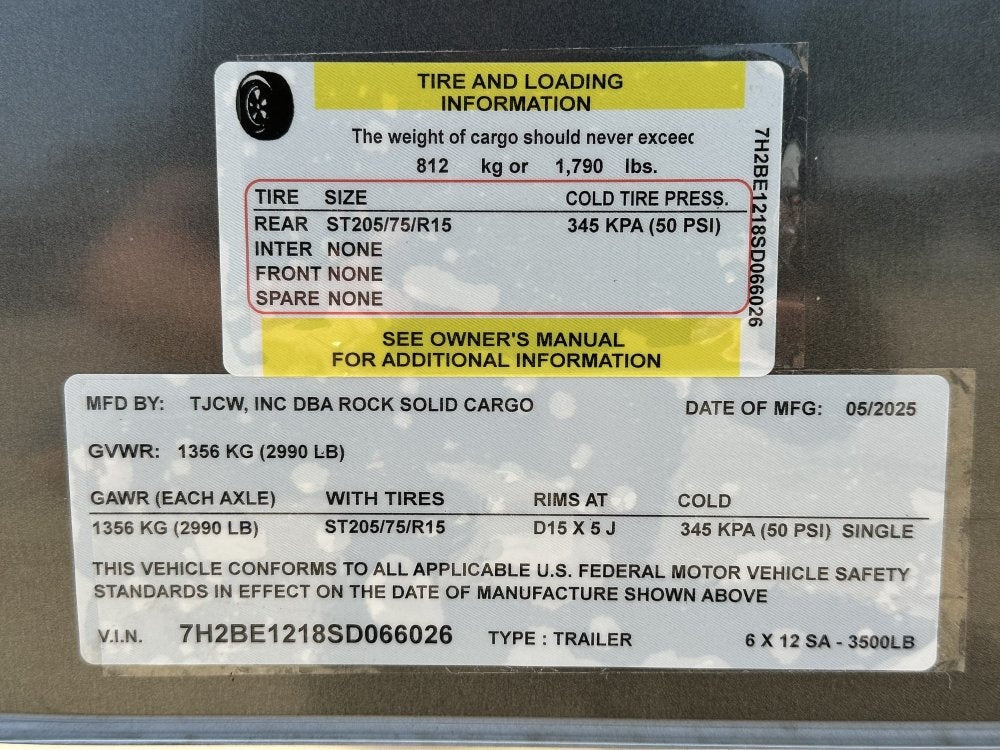 TIRE AND LOADING
INFORMATION
The weight of cargo should never exceed
812 kg or 1,790 lbs.
TIRE SIZE COLD TIRE PRESS.
REAR ST205/75/R15 345 KPA (50 PSI)
INTER NONE
FRONT NONE
SPARE NONE
SEE OWNER'S MANUAL
FOR ADDITIONAL INFORMATION
7H2BE1218SD066026
MFD BY: TJCW, INC DBA ROCK SOLID CARGO DATE OF MFG: 05/2025
GVWR: 1356 KG (2990 LB)
GAWR (EACH AXLE) WITH TIRES RIMS AT COLD
1356 KG (2990 LB) ST205/75/R15 D15 X 5 J 345 KPA (50 PSI) SINGLE
THIS VEHICLE CONFORMS TO ALL APPLICABLE U.S. FEDERAL MOTOR VEHICLE SAFETY
STANDARDS IN EFFECT ON THE DATE OF MANUFACTURE SHOWN ABOVE
V.I.N. 7H2BE1218SD066026 TYPE : TRAILER 6 X 12 SA - 3500LB